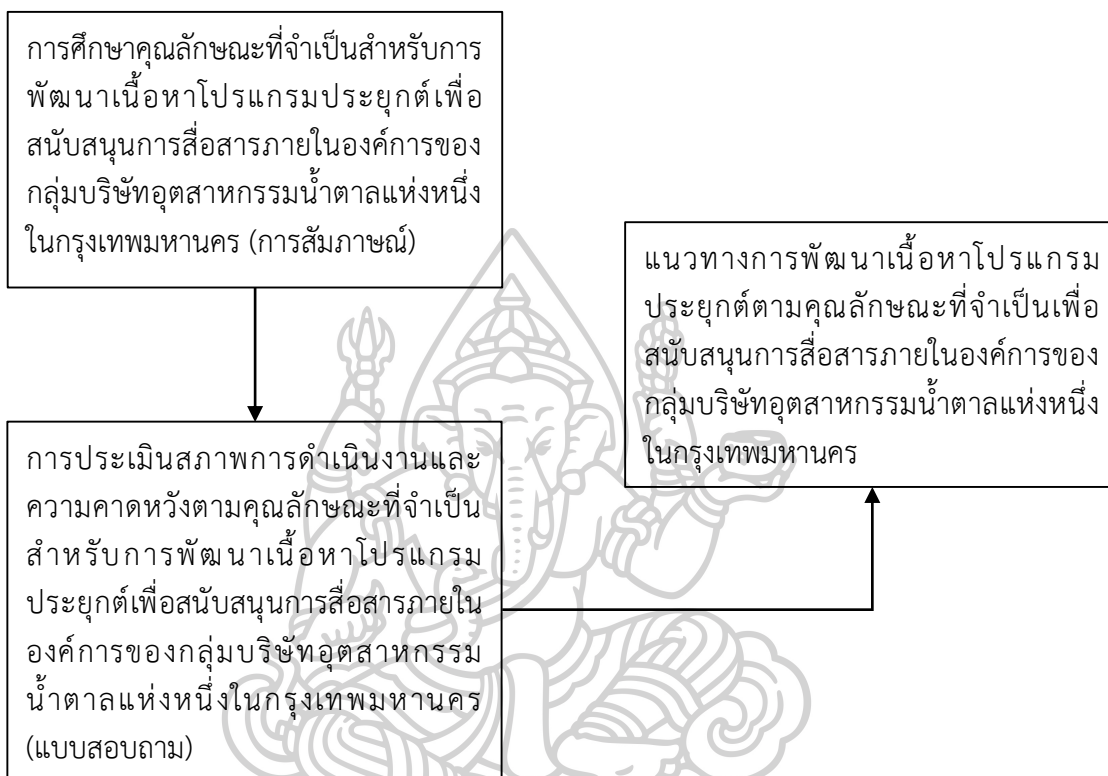 การศึกษาคุณลักษณะที่จำเป็นสำหรับการ
พัฒนาเนื้อหาโปรแกรมประยุกต์เพื่อ
สนับสนุนการสื่อสารภายในองค์การของ
กลุ่มบริษัทอุตสาหกรรมน้ำตาลแห่งหนึ่ง
ในกรุงเทพมหานคร (การสัมภาษณ์)
การประเมินสภาพการดำเนินงานและ
ความคาดหวังตามคุณลักษณะที่จำเป็น
สำหรับการพัฒนาเนื้อหาโปรแกรม
ประยุกต์เพื่อสนับสนุนการสื่อสารภายใน
องค์การของกลุ่มบริษัทอุตสาหกรรม
น้ำตาลแห่งหนึ่งในกรุงเทพมหานคร
(แบบสอบถาม)
แนวทางการพัฒนาเนื้อหาโปรแกรม
ประยุกต์ตามคุณลักษณะที่จำเป็นเพื่อ
สนับสนุนการสื่อสารภายในองค์การของ
กลุ่มบริษัทอุตสาหกรรมน้ำตาลแห่งหนึ่ง
ในกรุงเทพมหานคร